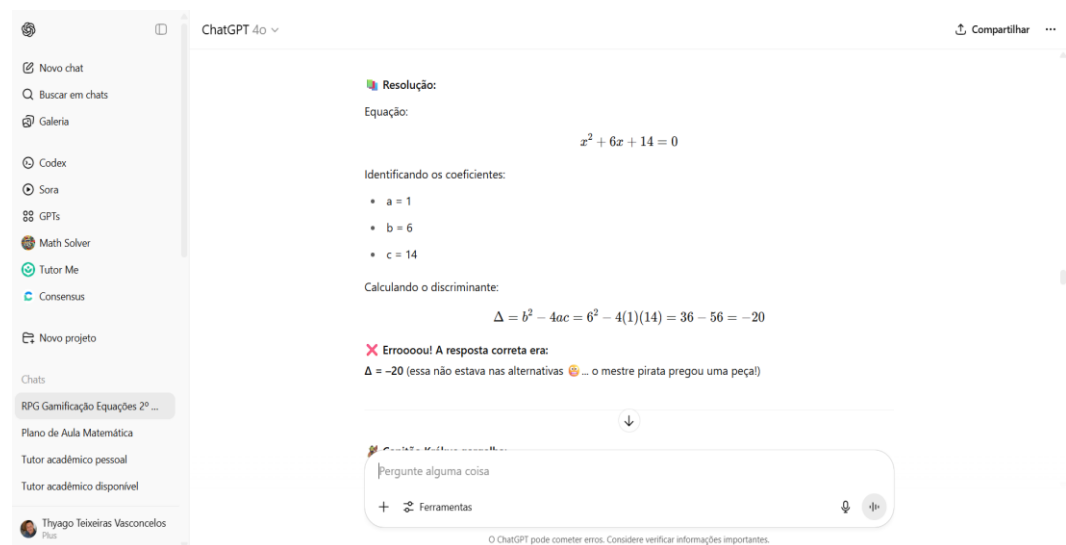 ChatGPT 4o
Compartilhar
Novo chat
Buscar em chats
Galeria
Codex
Sora
GPTs
Math Solver
Tutor Me
Consensus
Novo projeto
Chats
RPG Gamificação Equações 2º ...
Plano de Aula Matemática
Tutor acadêmico pessoal
Tutor acadêmico disponível
Thyago Teixeiras Vasconcelos
Plus
📚 Resolução:
Equação:
x² + 6x + 14 = 0
Identificando os coeficientes:
• a = 1
• b = 6
• c = 14
Calculando o discriminante:
Δ = b² − 4ac = 6² − 4(1)(14) = 36 − 56 = −20
❌ Erroooou! A resposta correta era:
Δ = −20 (essa não estava nas alternativas 😅 ... o mestre pirata pregou uma peça!)
Pergunte alguma coisa
Ferramentas
O ChatGPT pode cometer erros. Considere verificar informações importantes.